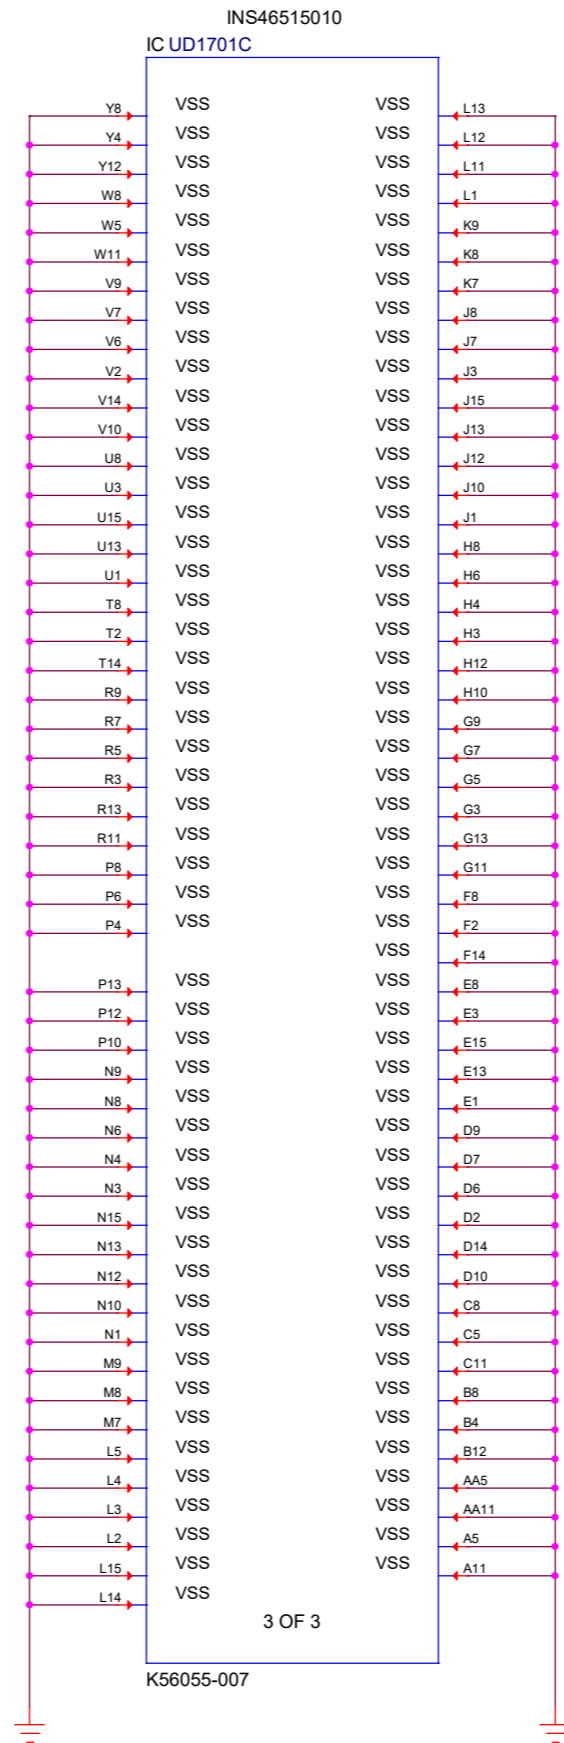 INS46515010
IC UD1701C
Y8 VSS VSS L13
Y4 VSS VSS L12
Y12 VSS VSS L11
W8 VSS VSS L1
W5 VSS VSS K9
W11 VSS VSS K8
V9 VSS VSS K7
V7 VSS VSS J8
V6 VSS VSS J7
V2 VSS VSS J3
V14 VSS VSS J15
V10 VSS VSS J13
U8 VSS VSS J12
U3 VSS VSS J10
U15 VSS VSS J1
U13 VSS VSS H8
U1 VSS VSS H6
T8 VSS VSS H4
T2 VSS VSS H3
T14 VSS VSS H12
R9 VSS VSS H10
R7 VSS VSS G9
R5 VSS VSS G7
R3 VSS VSS G5
R13 VSS VSS G3
R11 VSS VSS G13
P8 VSS VSS G11
P6 VSS VSS F8
P4 VSS VSS F2
VSS F14
P13 VSS VSS E8
P12 VSS VSS E3
P10 VSS VSS E15
N9 VSS VSS E13
N8 VSS VSS E1
N6 VSS VSS D9
N4 VSS VSS D7
N3 VSS VSS D6
N15 VSS VSS D2
N13 VSS VSS D14
N12 VSS VSS D10
N10 VSS VSS C8
N1 VSS VSS C5
M9 VSS VSS C11
M8 VSS VSS B8
M7 VSS VSS B4
L5 VSS VSS B12
L4 VSS VSS AA5
L3 VSS VSS AA11
L2 VSS VSS A5
L15 VSS VSS A11
L14 VSS
3 OF 3
K56055-007